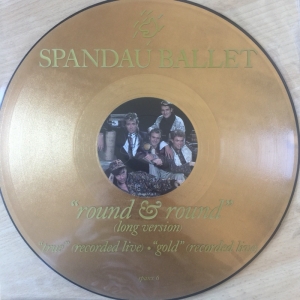 SPANDAU BALLET
"round & round"
(long version)
(recorded live) • "gold" (recorded live)